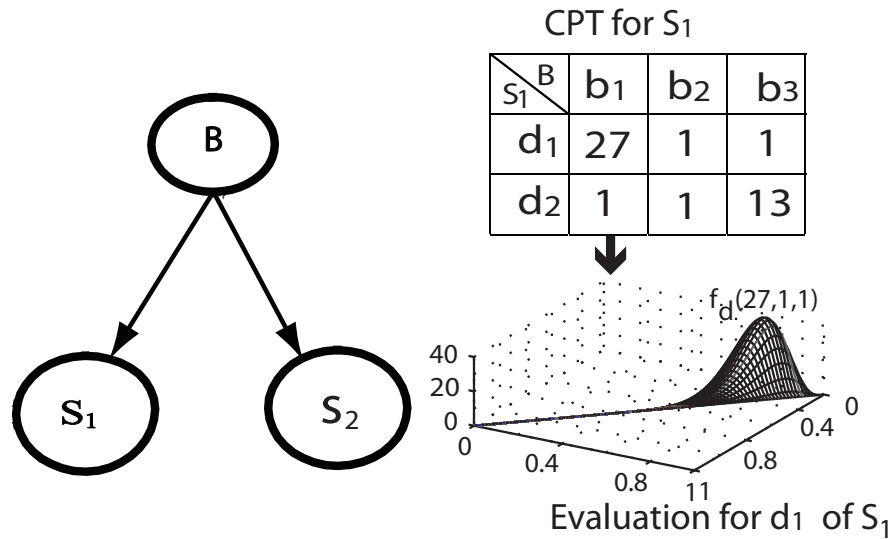 CPT for S1
B
S1
b1 b2 b3
d1 27 1 1
d2 1 1 13
B
S1
S2
fd(27,1,1)
40
20
0
0
0.4
0.8
11
0.8
0.4
0
Evaluation for d1 of S1